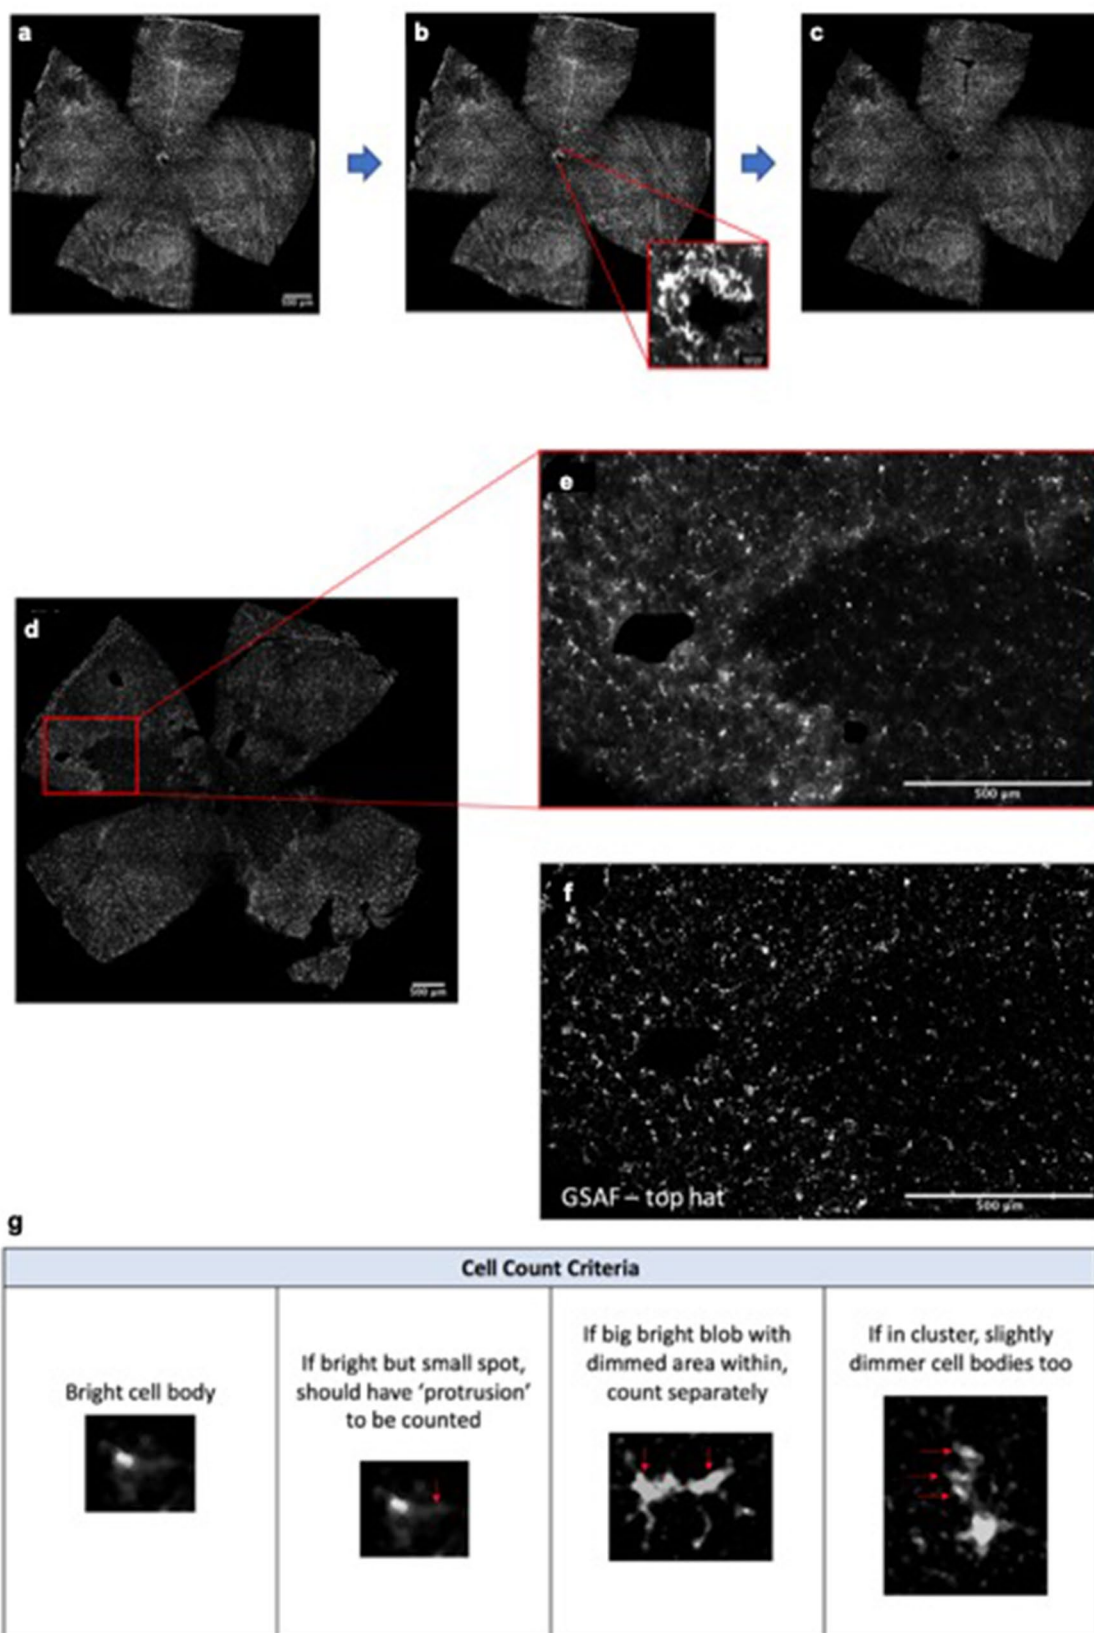 a
b
c
500 µm
d
e
500 µm
500 µm
f
GSAF – top hat
500 µm
g
Cell Count Criteria
Bright cell body
If bright but small spot,
should have ‘protrusion’
to be counted
If big bright blob with
dimmed area within,
count separately
If in cluster, slightly
dimmer cell bodies too